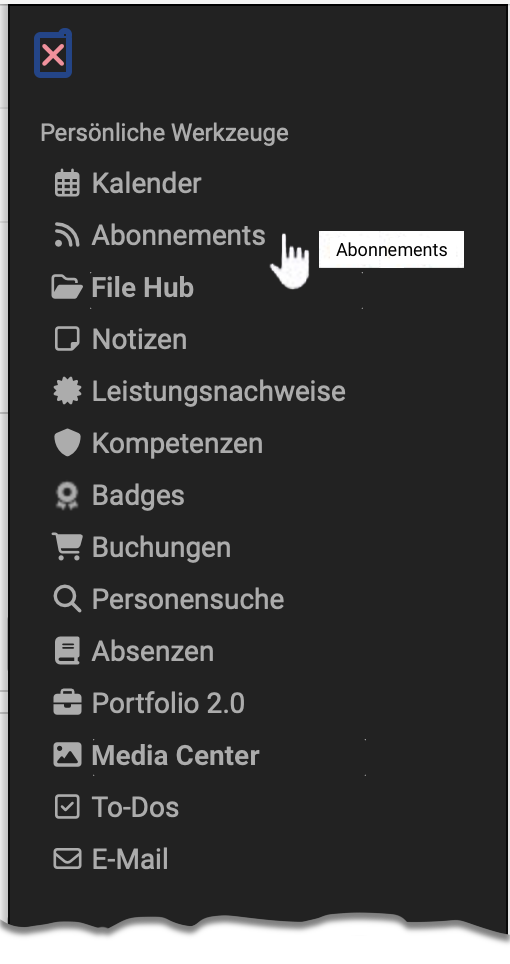 Persönliche Werkzeuge
Kalender
Abonnements
Abonnements
File Hub
Notizen
Leistungsnachweise
Kompetenzen
Badges
Buchungen
Personensuche
Absenzen
Portfolio 2.0
Media Center
To-Dos
E-Mail